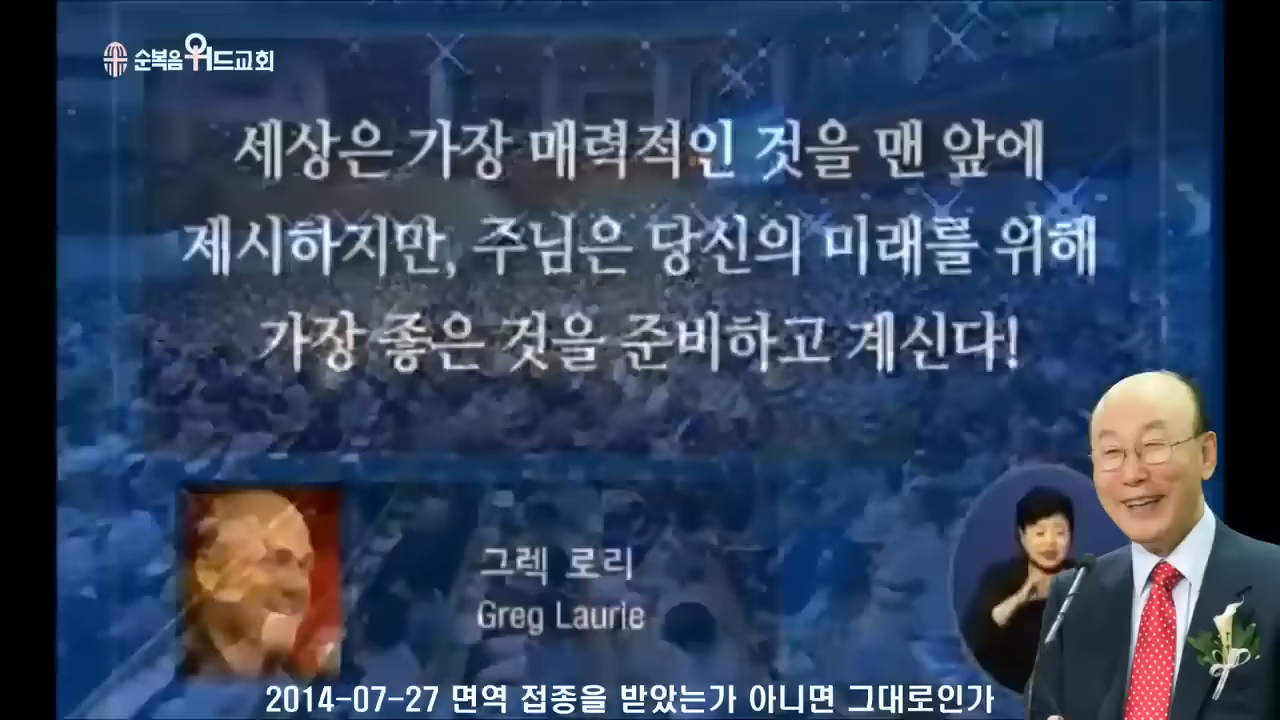 순복음워드교회
세상은 가장 매력적인 것을 맨 앞에
제시하지만, 주님은 당신의 미래를 위해
가장 좋은 것을 준비하고 계신다!
그렉 로리
Greg Laurie
2014-07-27 면역 접종을 받았는가 아니면 그대로인가